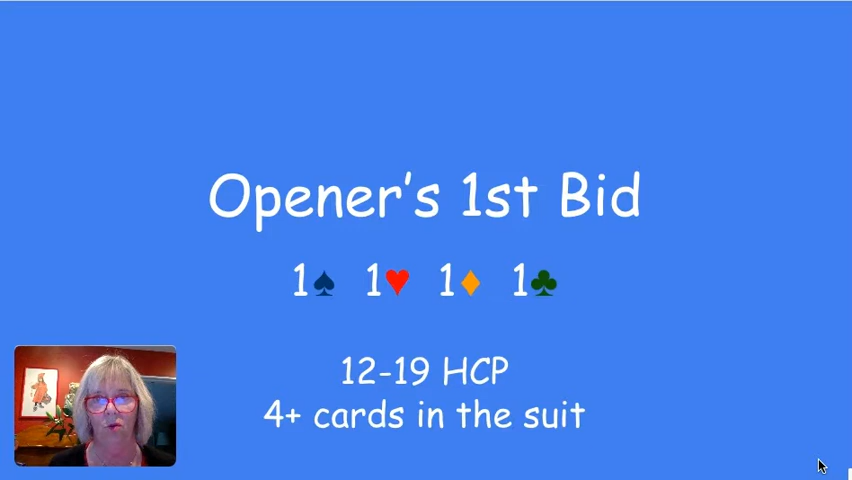 Opener's 1st Bid
1♠ 1♥ 1♦ 1♣
12-19 HCP
4+ cards in the suit